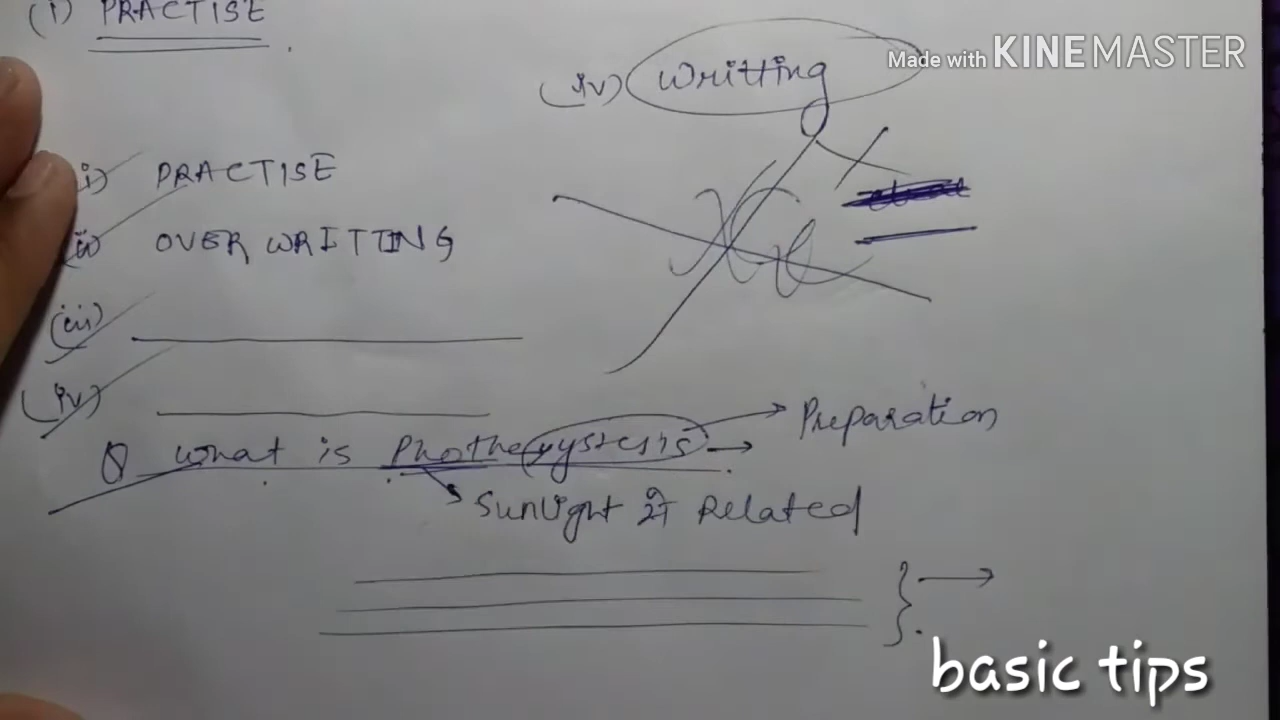 (i) PRACTISE
Made with KINEMASTER
(iv) Writting
(i) PRACTISE
(ii) OVER WRITTING
(iii)
(iv)
Q What is Photheystesis → Preparation
Sunlight से Related
basic tips